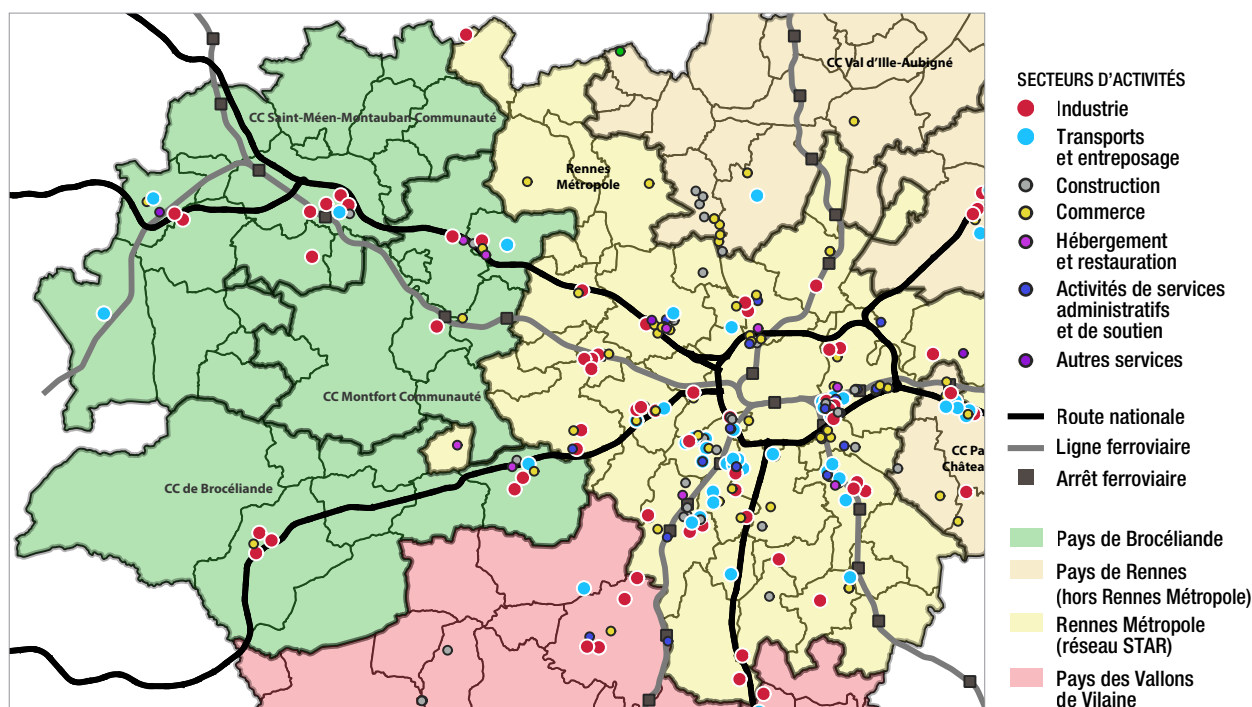 CC Val d'Ille-Aubigné
CC Saint-Méen-Montauban Communauté
Rennes
Métropole
CC Montfort Communauté
CC de Brocéliande
CC Pa
Château
SECTEURS D'ACTIVITÉS
Industrie
Transports
et entreposage
Construction
Commerce
Hébergement
et restauration
Activités de services
administratifs
et de soutien
Autres services
Route nationale
Ligne ferroviaire
Arrêt ferroviaire
Pays de Brocéliande
Pays de Rennes
(hors Rennes Métropole)
Rennes Métropole
(réseau STAR)
Pays des Vallons
de Vilaine